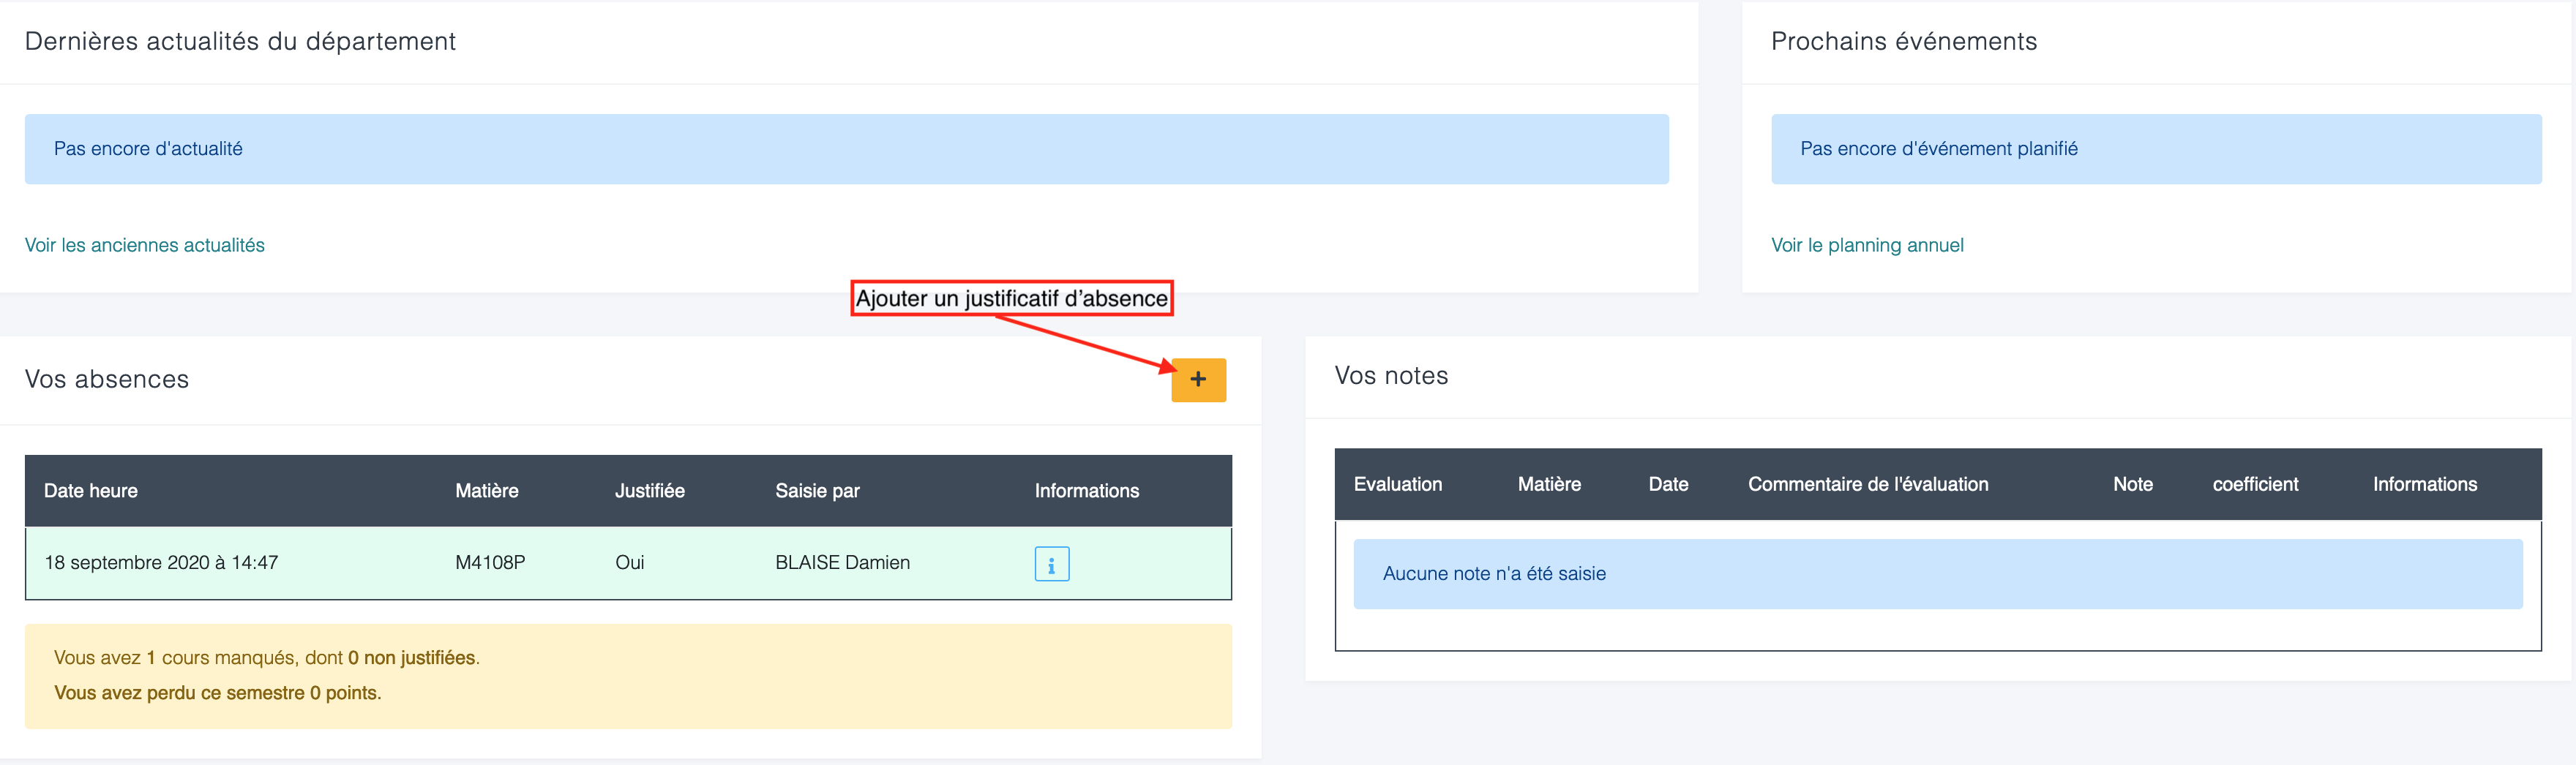 Dernières actualités du département
Pas encore d'actualité
Voir les anciennes actualités
Prochains événements
Pas encore d'événement planifié
Voir le planning annuel
Ajouter un justificatif d’absence
Vos absences
+
Date heure Matière Justifiée Saisie par Informations
18 septembre 2020 à 14:47 M4108P Oui BLAISE Damien i
Vous avez 1 cours manqués, dont 0 non justifiées.
Vous avez perdu ce semestre 0 points.
Vos notes
Evaluation Matière Date Commentaire de l'évaluation Note coefficient Informations
Aucune note n'a été saisie